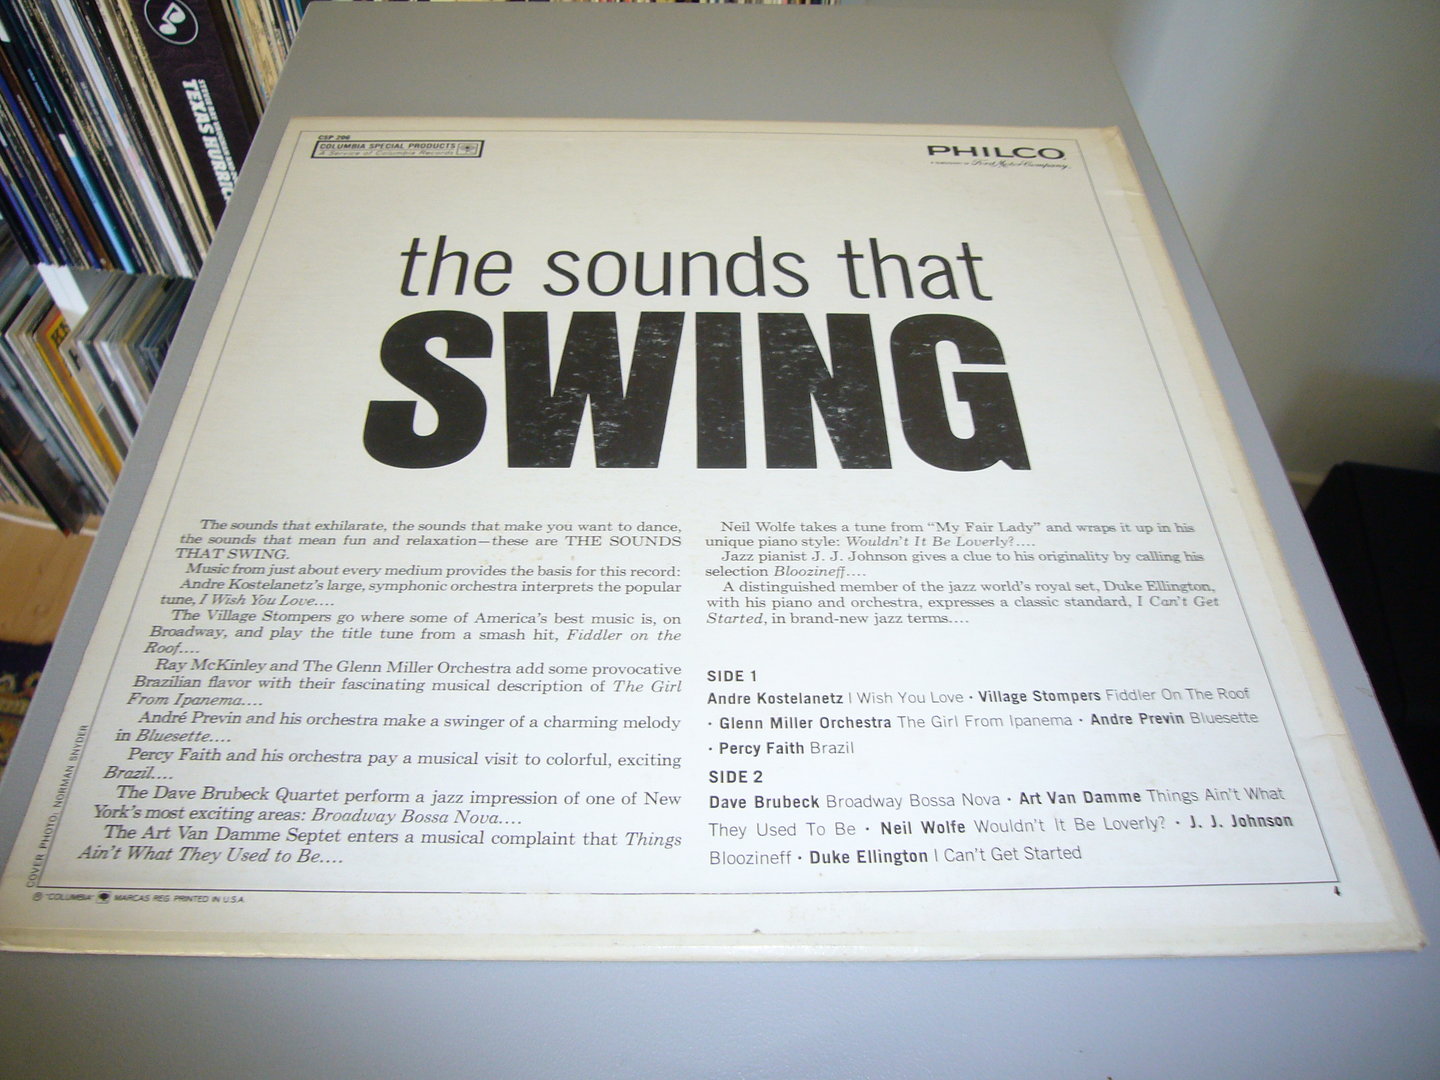 TEXAS HURRIC
CSP 206
COLUMBIA SPECIAL PRODUCTS
A Service of Columbia Records
PHILCO
Ford Motor Company,
the sounds that
SWING
The sounds that exhilarate, the sounds that make you want to dance,
the sounds that mean fun and relaxation—these are THE SOUNDS
THAT SWING.
Music from just about every medium provides the basis for this record:
Andre Kostelanetz's large, symphonic orchestra interprets the popular
tune, I Wish You Love....
The Village Stompers go where some of America's best music is, on
Broadway, and play the title tune from a smash hit, Fiddler on the
Roof....
Ray McKinley and The Glenn Miller Orchestra add some provocative
Brazilian flavor with their fascinating musical description of The Girl
From Ipanema....
André Previn and his orchestra make a swinger of a charming melody
in Bluesette....
Percy Faith and his orchestra pay a musical visit to colorful, exciting
Brazil....
The Dave Brubeck Quartet perform a jazz impression of one of New
York's most exciting areas: Broadway Bossa Nova....
The Art Van Damme Septet enters a musical complaint that Things
Ain't What They Used to Be....
Neil Wolfe takes a tune from "My Fair Lady" and wraps it up in his
unique piano style: Wouldn't It Be Loverly?....
Jazz pianist J. J. Johnson gives a clue to his originality by calling his
selection Bloozineff....
A distinguished member of the jazz world's royal set, Duke Ellington,
with his piano and orchestra, expresses a classic standard, I Can't Get
Started, in brand-new jazz terms....
SIDE 1
Andre Kostelanetz I Wish You Love • Village Stompers Fiddler On The Roof
• Glenn Miller Orchestra The Girl From Ipanema • Andre Previn Bluesette
• Percy Faith Brazil
SIDE 2
Dave Brubeck Broadway Bossa Nova • Art Van Damme Things Ain't What
They Used To Be • Neil Wolfe Wouldn't It Be Loverly? • J. J. Johnson
Bloozineff • Duke Ellington I Can't Get Started
COVER PHOTO, NORMAN SNYDER
℗ "COLUMBIA" MARCAS REG. PRINTED IN U.S.A.
4